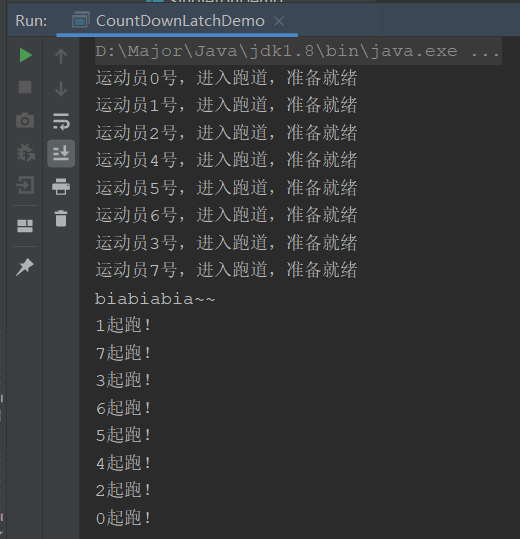 Run: CountDownLatchDemo
D:\Major\Java\jdk1.8\bin\java.exe ...
运动员0号，进入跑道，准备就绪
运动员1号，进入跑道，准备就绪
运动员2号，进入跑道，准备就绪
运动员4号，进入跑道，准备就绪
运动员5号，进入跑道，准备就绪
运动员6号，进入跑道，准备就绪
运动员3号，进入跑道，准备就绪
运动员7号，进入跑道，准备就绪
biabiabia~~
1起跑！
7起跑！
3起跑！
6起跑！
5起跑！
4起跑！
2起跑！
0起跑！